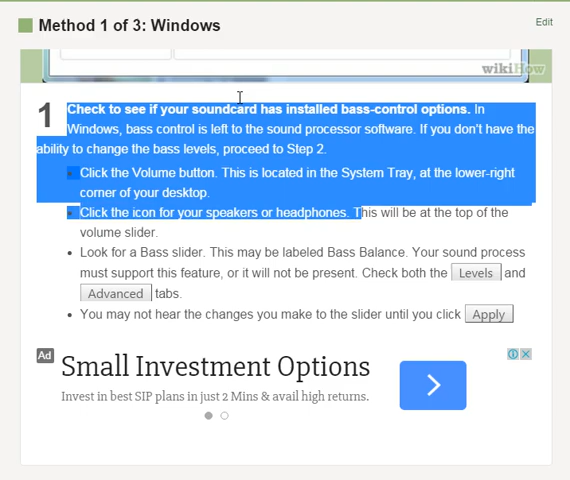 Method 1 of 3: Windows
Edit
wikiHow
1
Check to see if your soundcard has installed bass-control options. In
Windows, bass control is left to the sound processor software. If you don't have the
ability to change the bass levels, proceed to Step 2.
Click the Volume button. This is located in the System Tray, at the lower-right
corner of your desktop.
Click the icon for your speakers or headphones. This will be at the top of the
volume slider.
Look for a Bass slider. This may be labeled Bass Balance. Your sound process
must support this feature, or it will not be present. Check both the Levels and
Advanced tabs.
You may not hear the changes you make to the slider until you click Apply
Ad
Small Investment Options
Invest in best SIP plans in just 2 Mins & avail high returns.